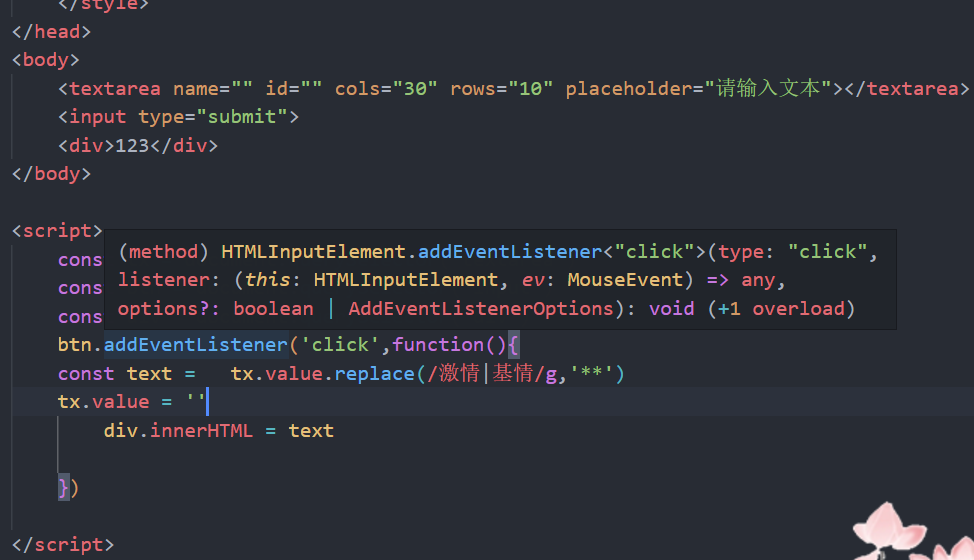 </style>
</head>
<body>
<textarea name="" id="" cols="30" rows="10" placeholder="请输入文本"></textarea>
<input type="submit">
<div>123</div>
</body>
<script>
(method) HTMLInputElement.addEventListener<"click">(type: "click",
cons
listener: (this: HTMLInputElement, ev: MouseEvent) => any,
cons
options?: boolean | AddEventListenerOptions): void (+1 overload)
cons
btn.addEventListener('click',function(){
const text =   tx.value.replace(/激情|基情/g,'**')
tx.value = ''
div.innerHTML = text
})
</script>